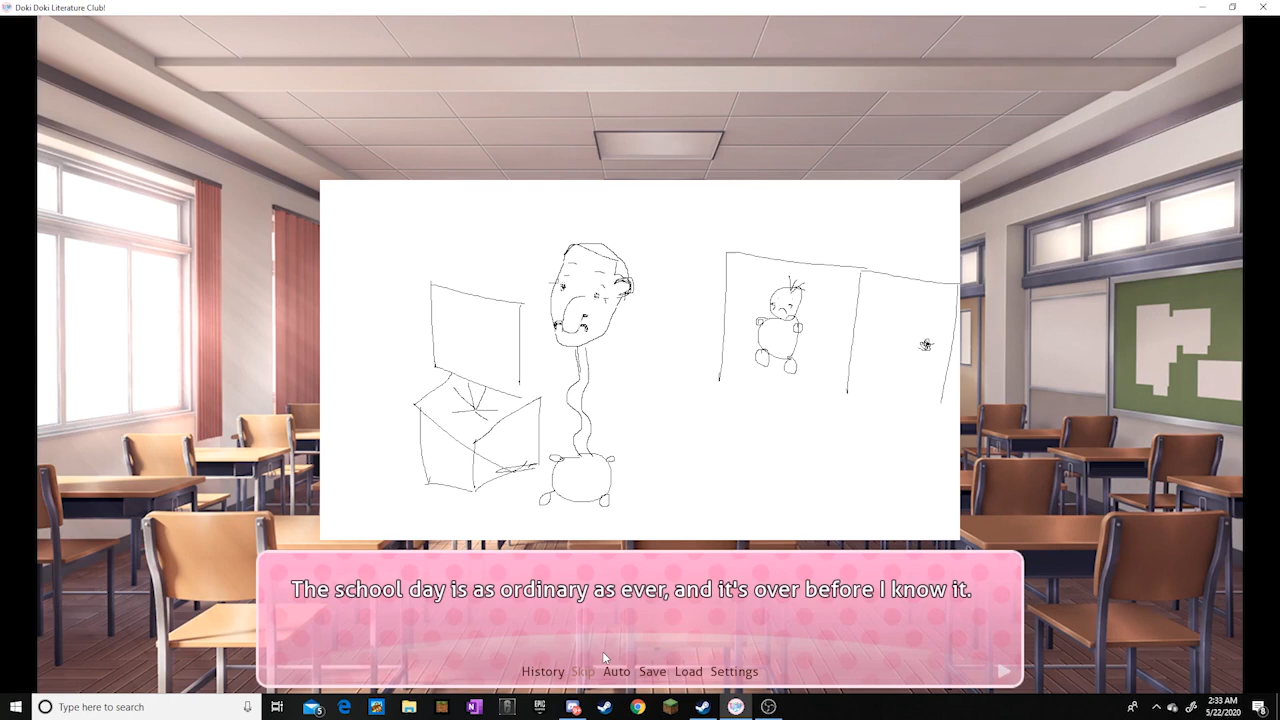 Doki Doki Literature Club!
The school day is as ordinary as ever, and it's over before I know it.
History Skip Auto Save Load Settings
Type here to search
2:33 AM
5/22/2020